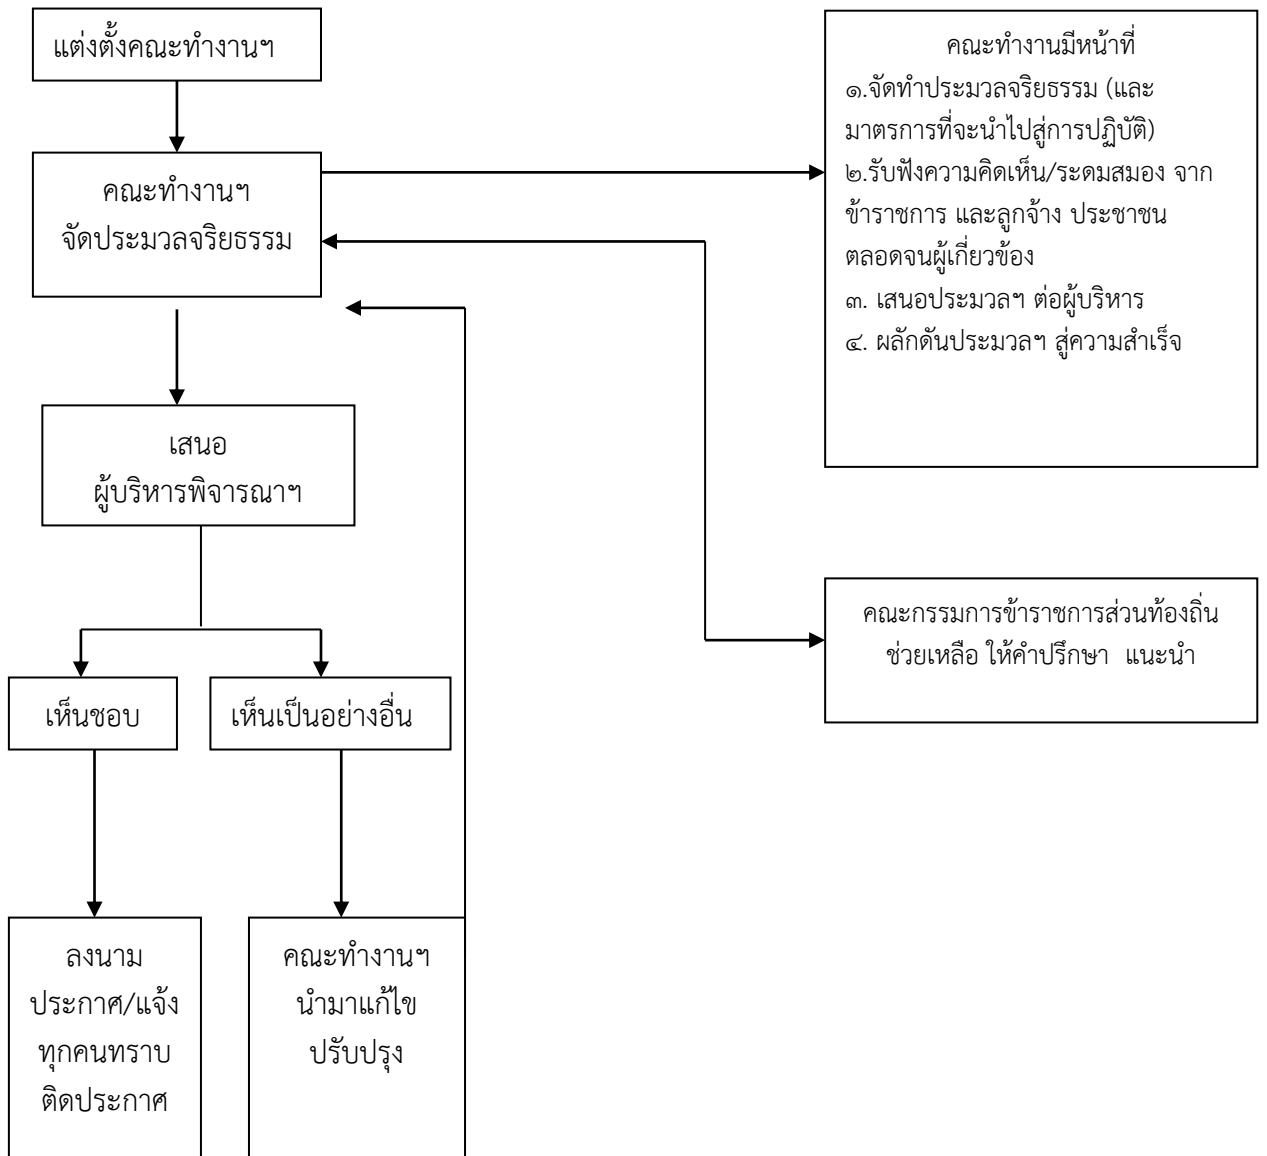 แต่งตั้งคณะทำงานฯ
คณะทำงานฯ
จัดประมวลจริยธรรม
คณะทำงานมีหน้าที่
๑.จัดทำประมวลจริยธรรม (และ
มาตรการที่จะนำไปสู่การปฏิบัติ)
๒.รับฟังความคิดเห็น/ระดมสมอง จาก
ข้าราชการ และลูกจ้าง ประชาชน
ตลอดจนผู้เกี่ยวข้อง
๓. เสนอประมวลฯ ต่อผู้บริหาร
๔. ผลักดันประมวลฯ สู่ความสำเร็จ
เสนอ
ผู้บริหารพิจารณาฯ
คณะกรรมการข้าราชการส่วนท้องถิ่น
ช่วยเหลือ ให้คำปรึกษา แนะนำ
เห็นชอบ
เห็นเป็นอย่างอื่น
ลงนาม
ประกาศ/แจ้ง
ทุกคนทราบ
ติดประกาศ
คณะทำงานฯ
นำมาแก้ไข
ปรับปรุง